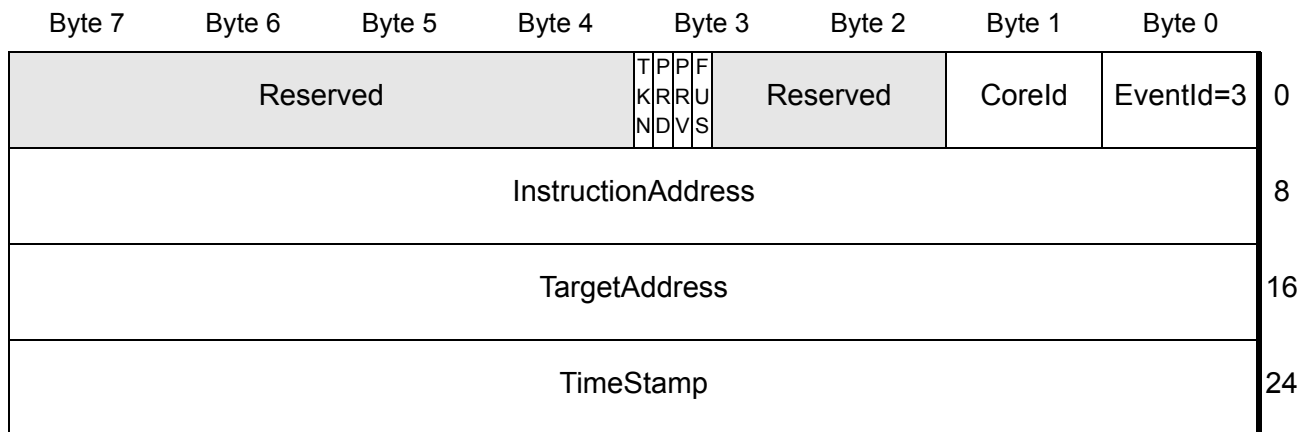 Byte 7 Byte 6 Byte 5 Byte 4 Byte 3 Byte 2 Byte 1 Byte 0
Reserved TKN PRD PRV FUS Reserved CoreId EventId=3 0
InstructionAddress 8
TargetAddress 16
TimeStamp 24